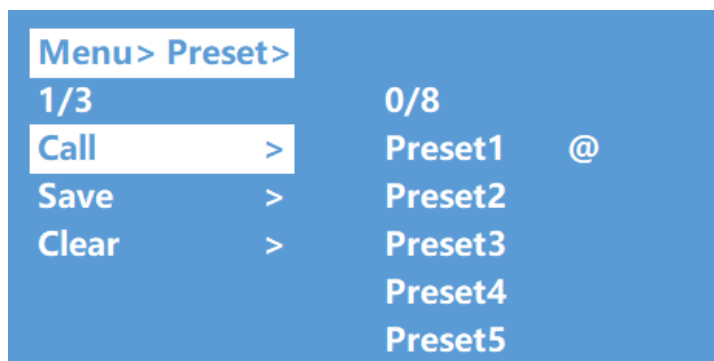 Menu> Preset>
1/3 0/8
Call > Preset1 @
Save > Preset2
Clear > Preset3
Preset4
Preset5